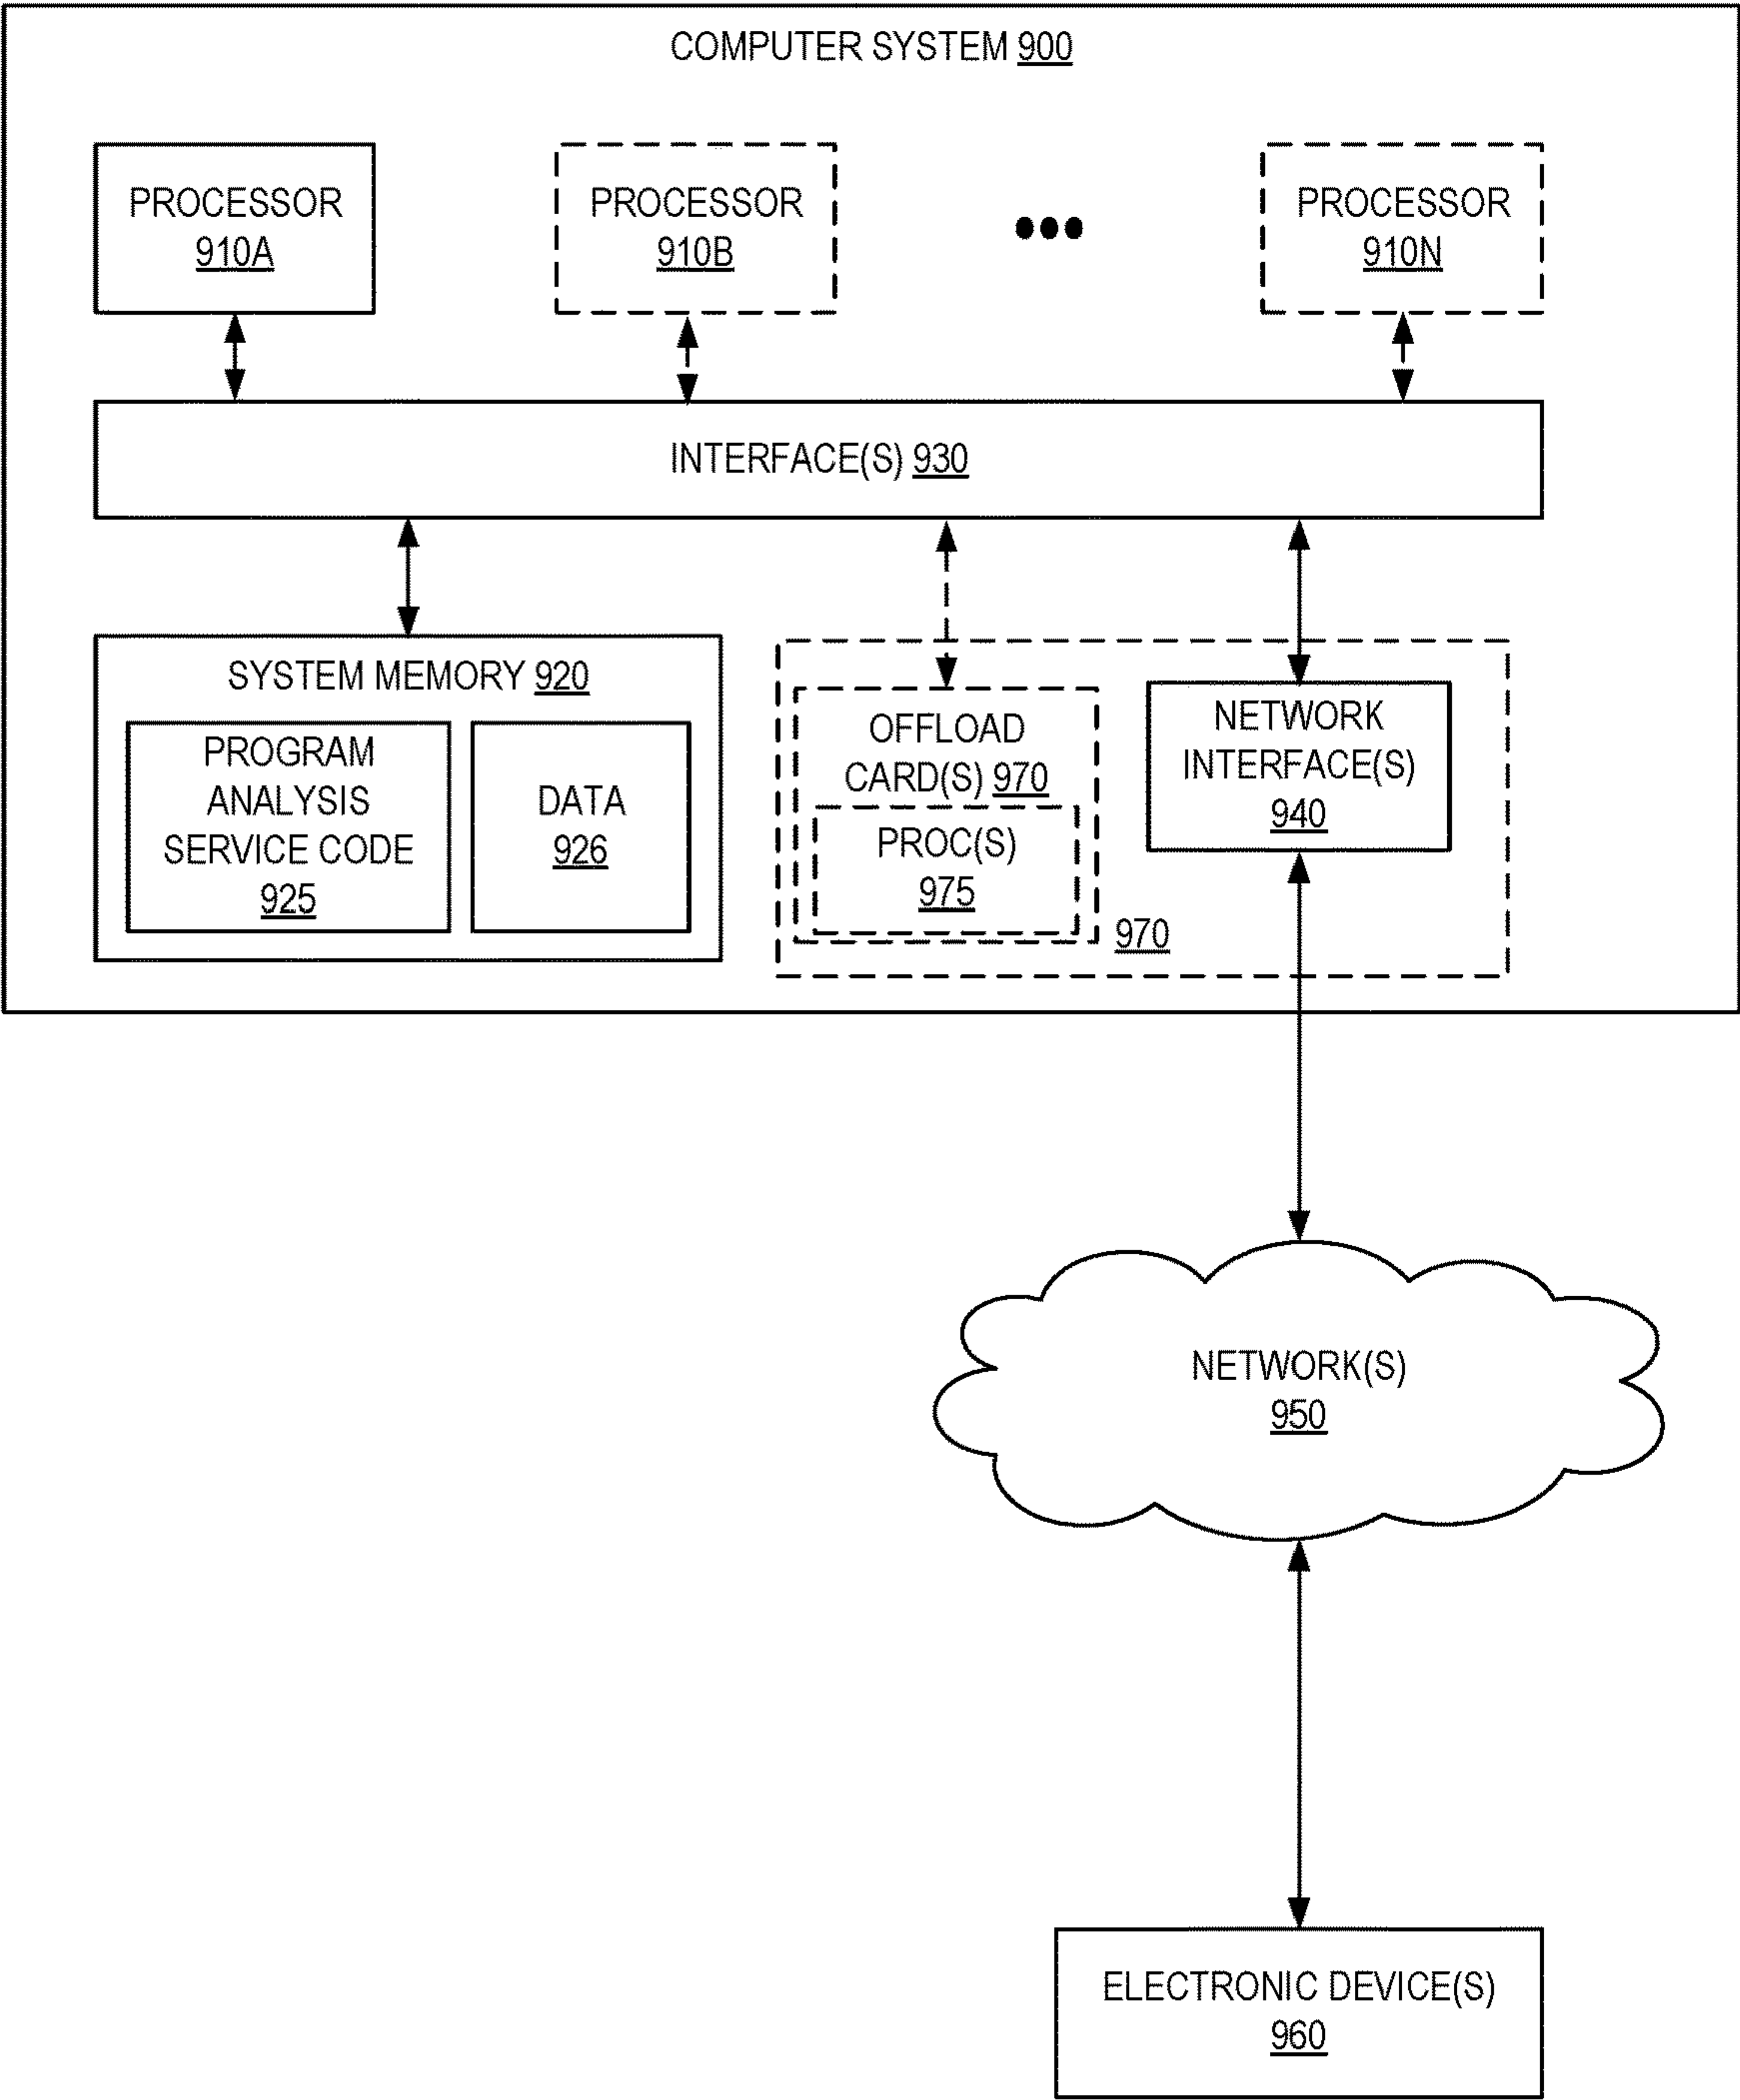 COMPUTER SYSTEM 900
PROCESSOR
910A
PROCESSOR
910B
PROCESSOR
910N
INTERFACE(S) 930
SYSTEM MEMORY 920
PROGRAM
ANALYSIS
SERVICE CODE
925
DATA
926
OFFLOAD
CARD(S) 970
PROC(S)
975
970
NETWORK
INTERFACE(S)
940
NETWORK(S)
950
ELECTRONIC DEVICE(S)
960